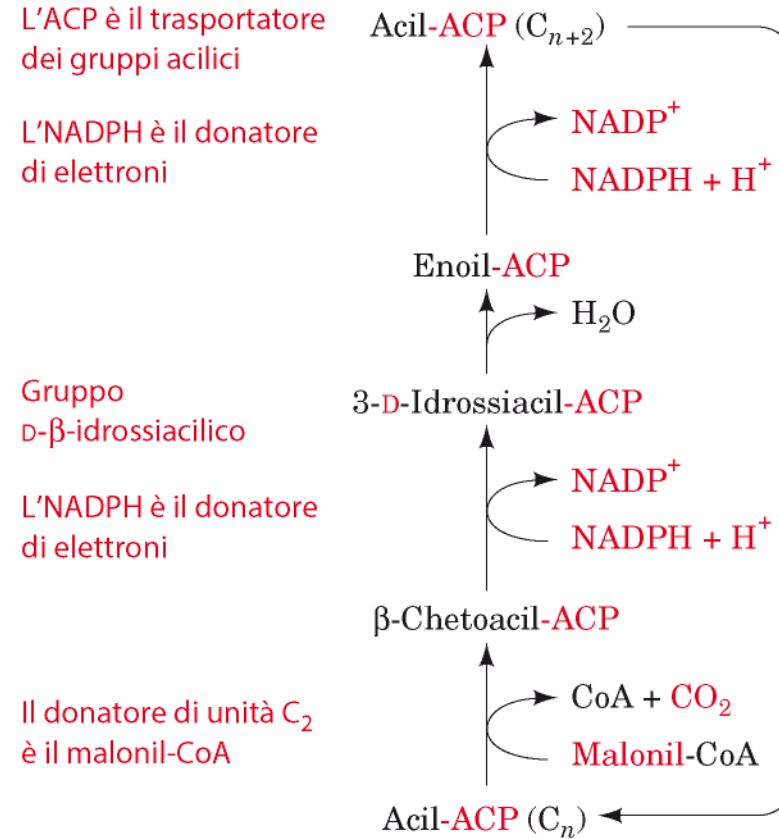 L'ACP è il trasportatore
dei gruppi acilici
Acil-ACP (Cₙ₊₂)
L'NADPH è il donatore
di elettroni
NADP⁺
NADPH + H⁺
Enoil-ACP
H₂O
Gruppo
D-β-idrossiacilico
3-D-Idrossiacil-ACP
L'NADPH è il donatore
di elettroni
NADP⁺
NADPH + H⁺
β-Chetoacil-ACP
Il donatore di unità C₂
è il malonil-CoA
CoA + CO₂
Malonil-CoA
Acil-ACP (Cₙ)